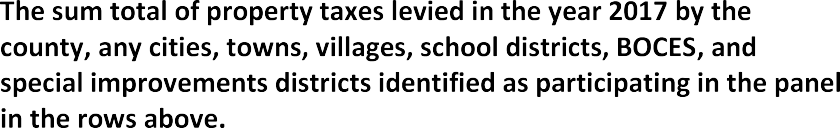 The sum total of property taxes levied in the year 2017 by the
county, any cities, towns, villages, school districts, BOCES, and
special improvements districts identified as participating in the panel
in the rows above.